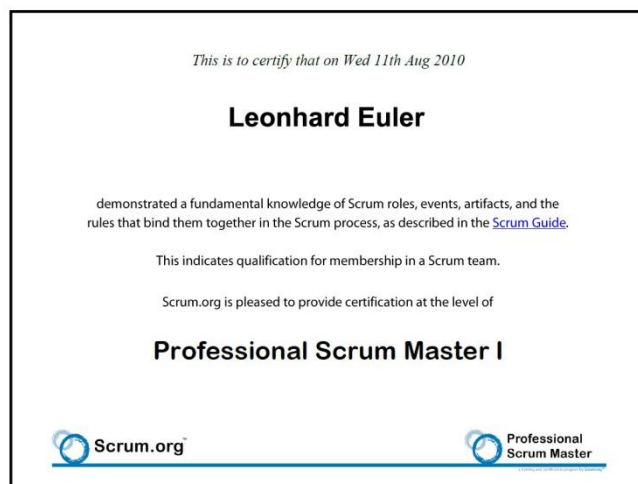 This is to certify that on Wed 11th Aug 2010
Leonhard Euler
demonstrated a fundamental knowledge of Scrum roles, events, artifacts, and the
rules that bind them together in the Scrum process, as described in the Scrum Guide.
This indicates qualification for membership in a Scrum team.
Scrum.org is pleased to provide certification at the level of
Professional Scrum Master I
Scrum.org™
Professional
Scrum Master